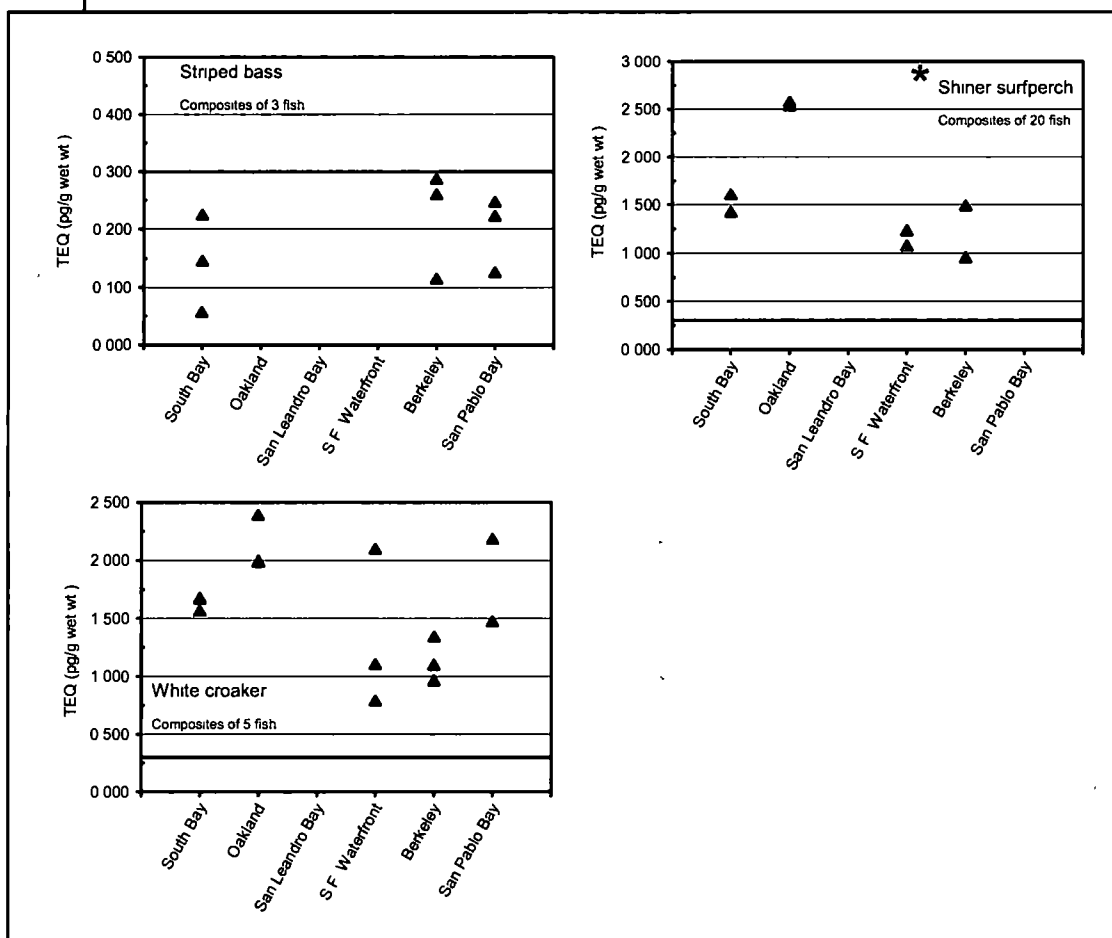 0 500
0 400
0 300
0 200
0 100
0 000
TEQ (pg/g wet wt )
Striped bass
Composites of 3 fish
South Bay
Oakland
San Leandro Bay
S F Waterfront
Berkeley
San Pablo Bay
3 000
2 500
2 000
1 500
1 000
0 500
0 000
TEQ (pg/g wet wt )
*
Shiner surfperch
Composites of 20 fish
South Bay
Oakland
San Leandro Bay
S F Waterfront
Berkeley
San Pablo Bay
2 500
2 000
1 500
1 000
0 500
0 000
TEQ (pg/g wet wt )
White croaker
Composites of 5 fish
South Bay
Oakland
San Leandro Bay
S F Waterfront
Berkeley
San Pablo Bay